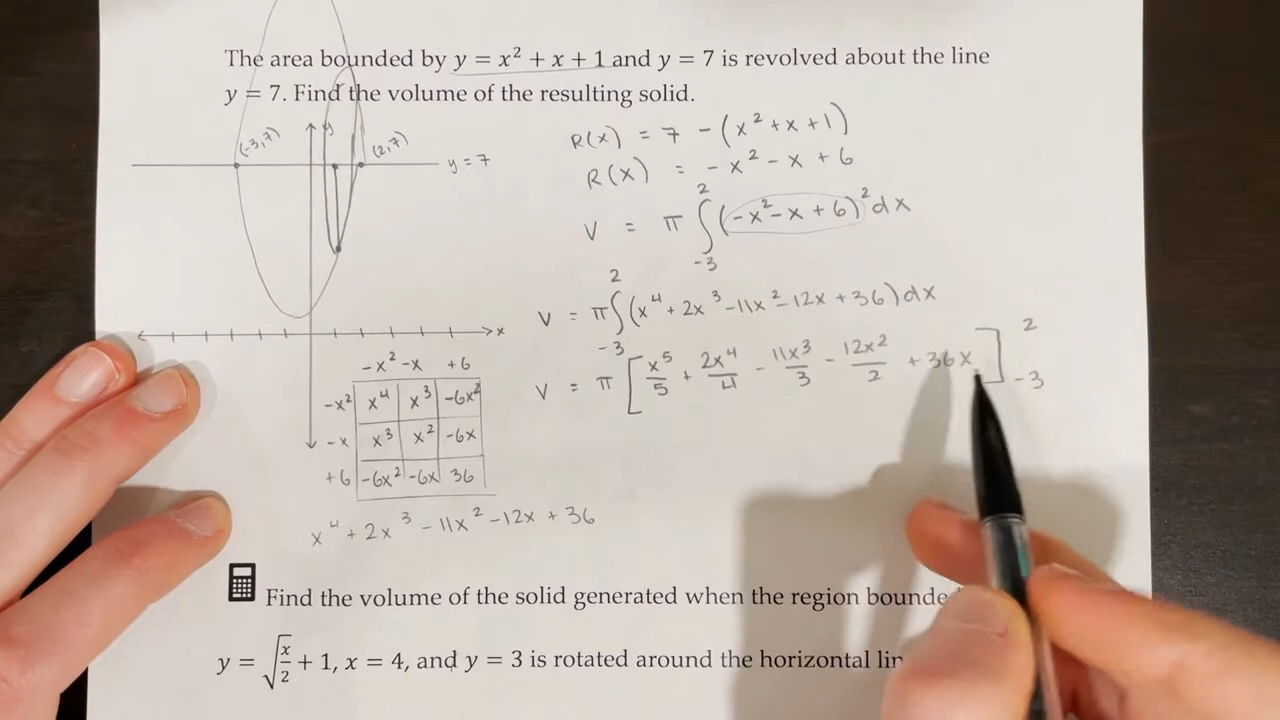 The area bounded by y = x² + x + 1 and y = 7 is revolved about the line
y = 7. Find the volume of the resulting solid.
y
(-3,7)
(2,7)
y = 7
x
R(x) = 7 - (x² + x + 1)
R(x) = -x² - x + 6
V = π ∫_{-3}^{2} (-x² - x + 6)² dx
V = π ∫_{-3}^{2} (x⁴ + 2x³ - 11x² - 12x + 36) dx
V = π [ x⁵/5 + 2x⁴/4 - 11x³/3 - 12x²/2 + 36x ]_{-3}^{2}
-x² -x +6
-x² x⁴ x³ -6x²
-x x³ x² -6x
+6 -6x² -6x 36
x⁴ + 2x³ - 11x² - 12x + 36
Find the volume of the solid generated when the region
y = √(x/2) + 1, x = 4, and y = 3 is rotated around the horizontal